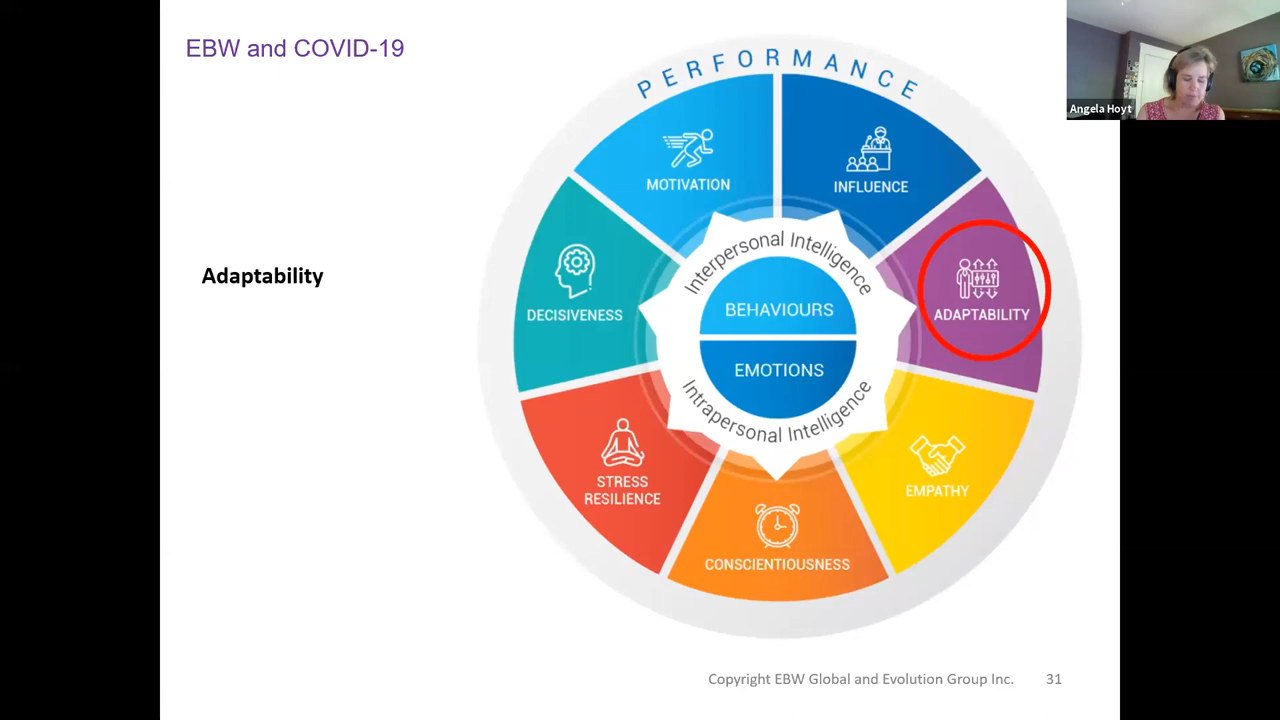 EBW and COVID-19
Angela Hoyt
PERFORMANCE
MOTIVATION
INFLUENCE
Adaptability
DECISIVENESS
Interpersonal Intelligence
BEHAVIOURS
EMOTIONS
Intrapersonal Intelligence
ADAPTABILITY
STRESS
RESILIENCE
EMPATHY
CONSCIENTIOUSNESS
Copyright EBW Global and Evolution Group Inc. 31